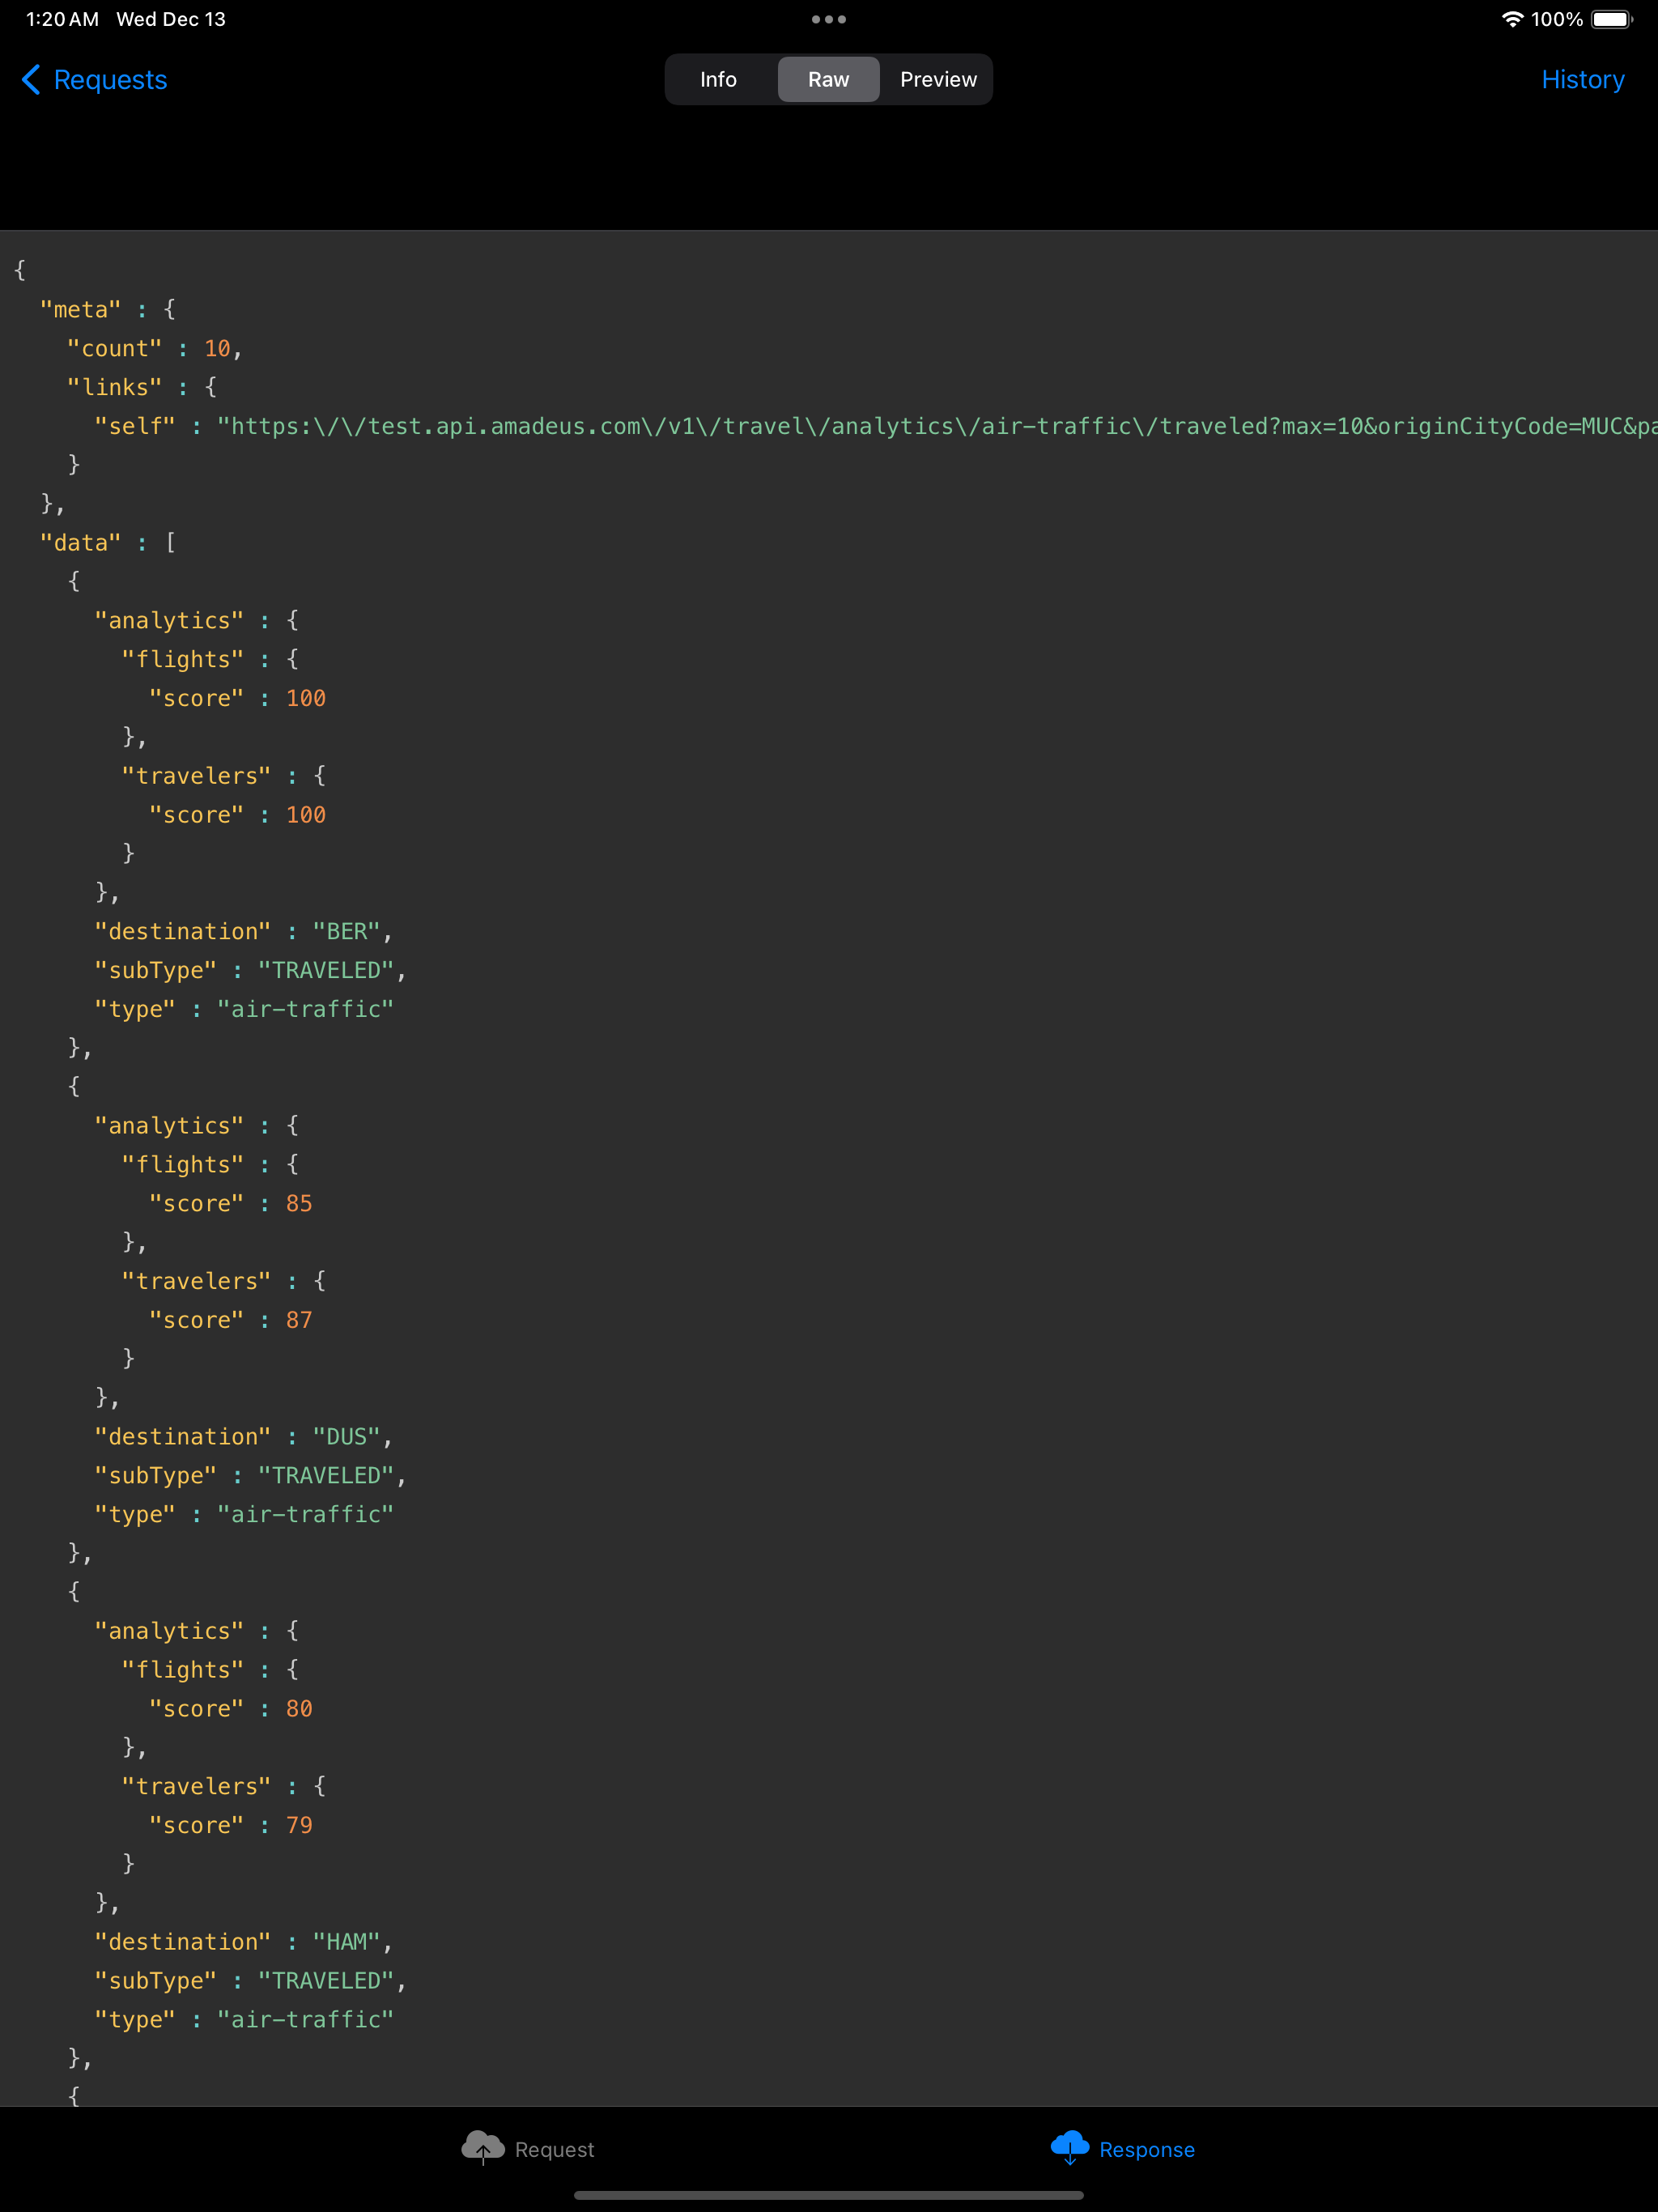 1:20 AM Wed Dec 13
100%
Requests
Info Raw Preview
History
{
"meta" : {
"count" : 10,
"links" : {
"self" : "https:\/\/test.api.amadeus.com\/v1\/travel\/analytics\/air-traffic\/traveled?max=10&originCityCode=MUC&pa
}
},
"data" : [
{
"analytics" : {
"flights" : {
"score" : 100
},
"travelers" : {
"score" : 100
}
},
"destination" : "BER",
"subType" : "TRAVELED",
"type" : "air-traffic"
},
{
"analytics" : {
"flights" : {
"score" : 85
},
"travelers" : {
"score" : 87
}
},
"destination" : "DUS",
"subType" : "TRAVELED",
"type" : "air-traffic"
},
{
"analytics" : {
"flights" : {
"score" : 80
},
"travelers" : {
"score" : 79
}
},
"destination" : "HAM",
"subType" : "TRAVELED",
"type" : "air-traffic"
},
{
Request
Response